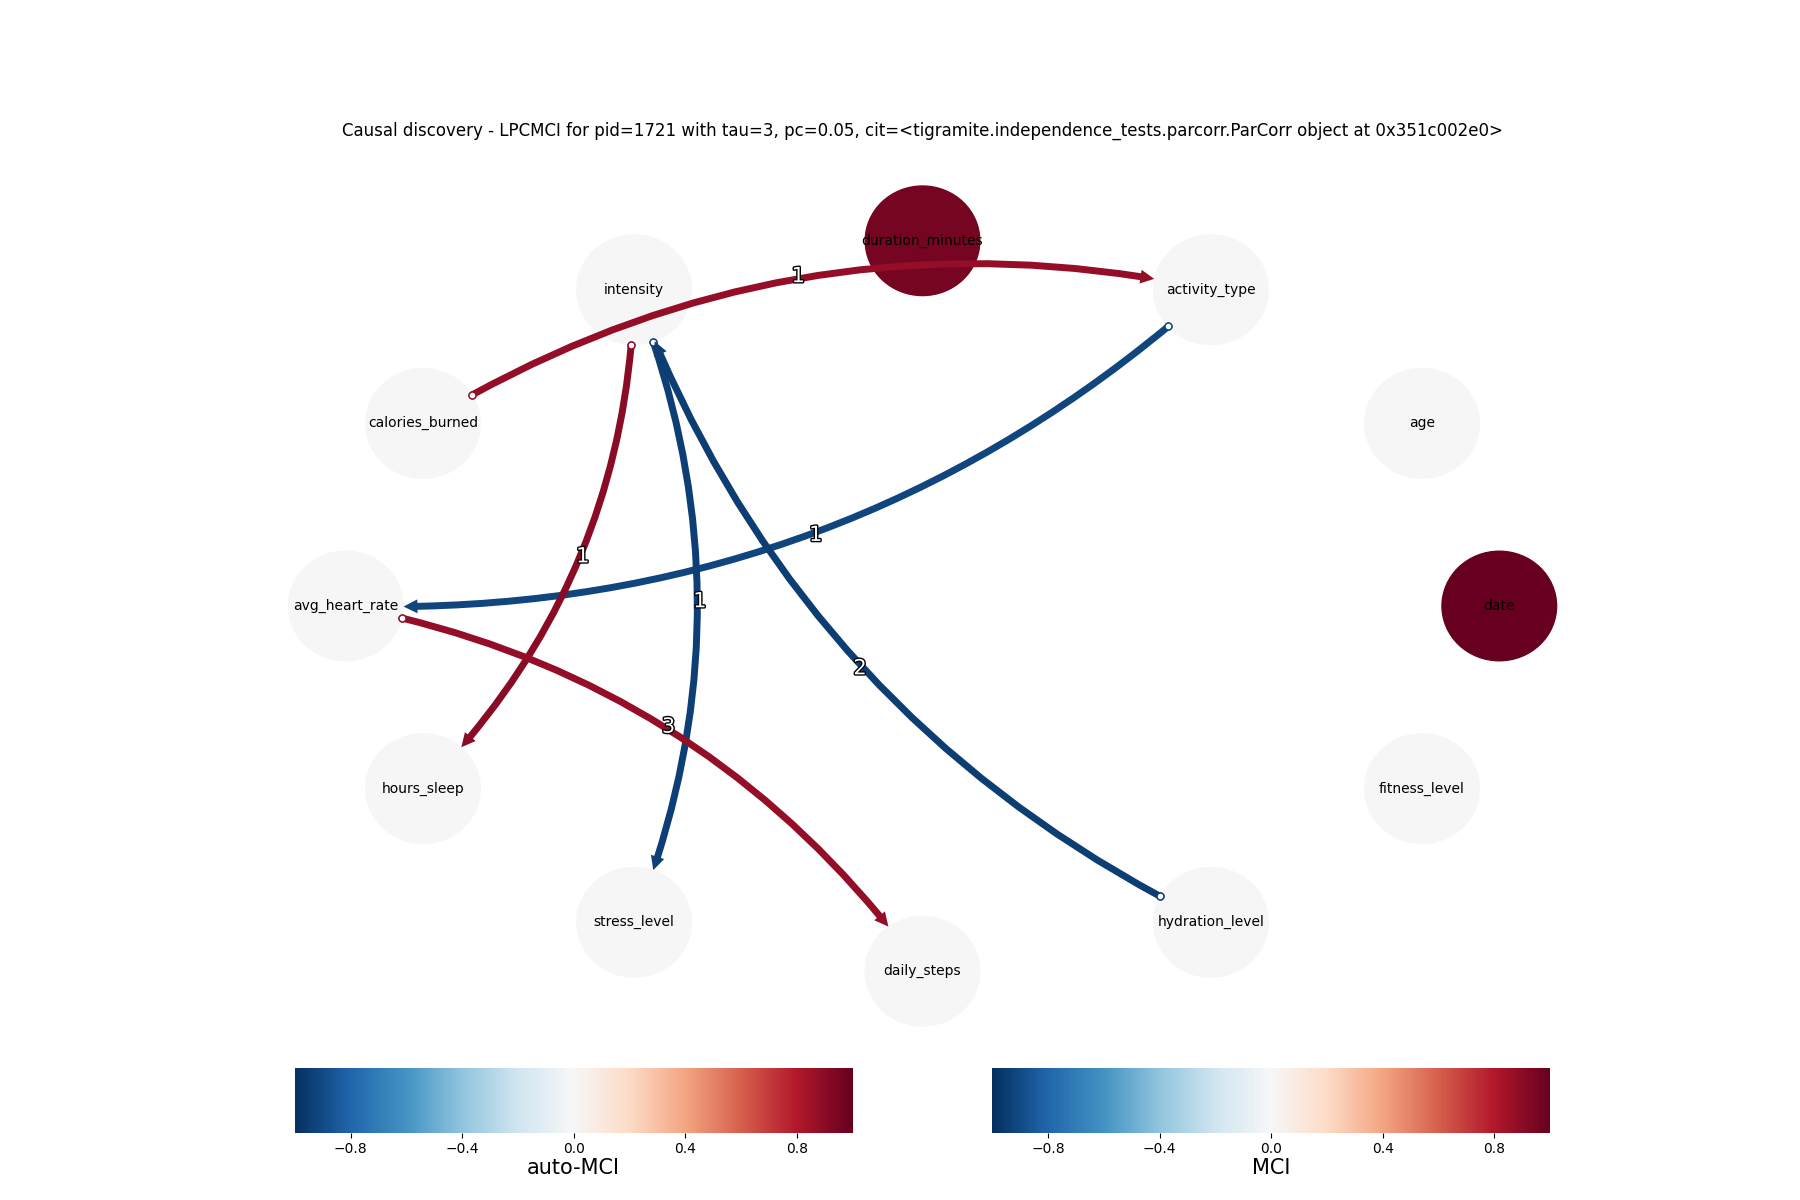 Causal discovery - LPCMCI for pid=1721 with tau=3, pc=0.05, cit=<tigramite.independence_tests.parcorr.ParCorr object at 0x351c002e0>
duration_minutes
intensity
activity_type
1
calories_burned
age
1
1
1
avg_heart_rate
date
2
3
hours_sleep
fitness_level
stress_level
hydration_level
daily_steps
−0.8 −0.4 0.0 0.4 0.8
auto-MCI
−0.8 −0.4 0.0 0.4 0.8
MCI